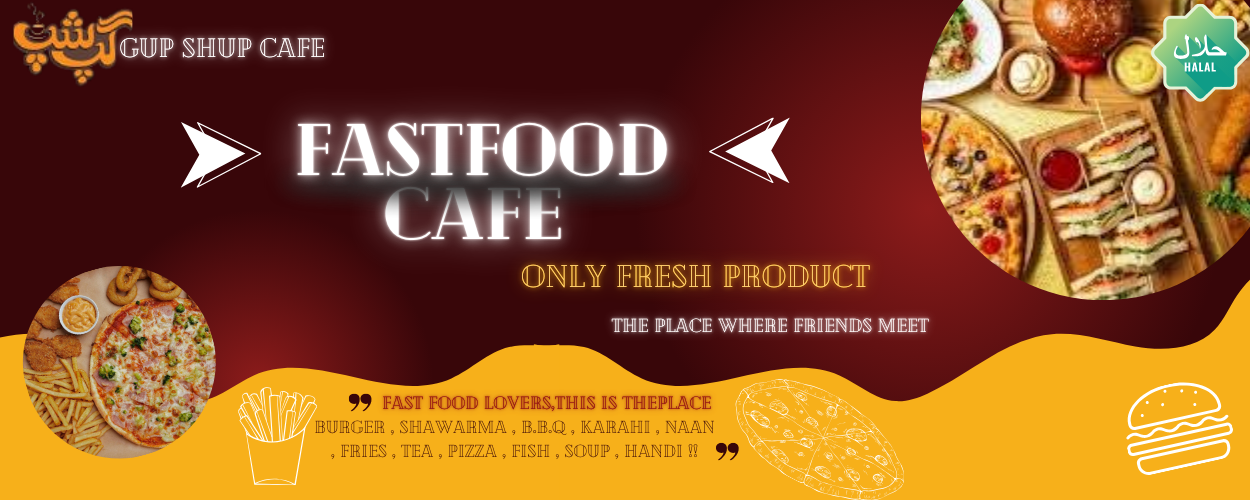 گپ شپ
GUP SHUP CAFE
حلال
HALAL
FASTFOOD
CAFE
ONLY FRESH PRODUCT
THE PLACE WHERE FRIENDS MEET
❞ FAST FOOD LOVERS,THIS IS THEPLACE
BURGER , SHAWARMA , B.B.Q , KARAHI , NAAN
, FRIES , TEA , PIZZA , FISH , SOUP , HANDI !! ❞